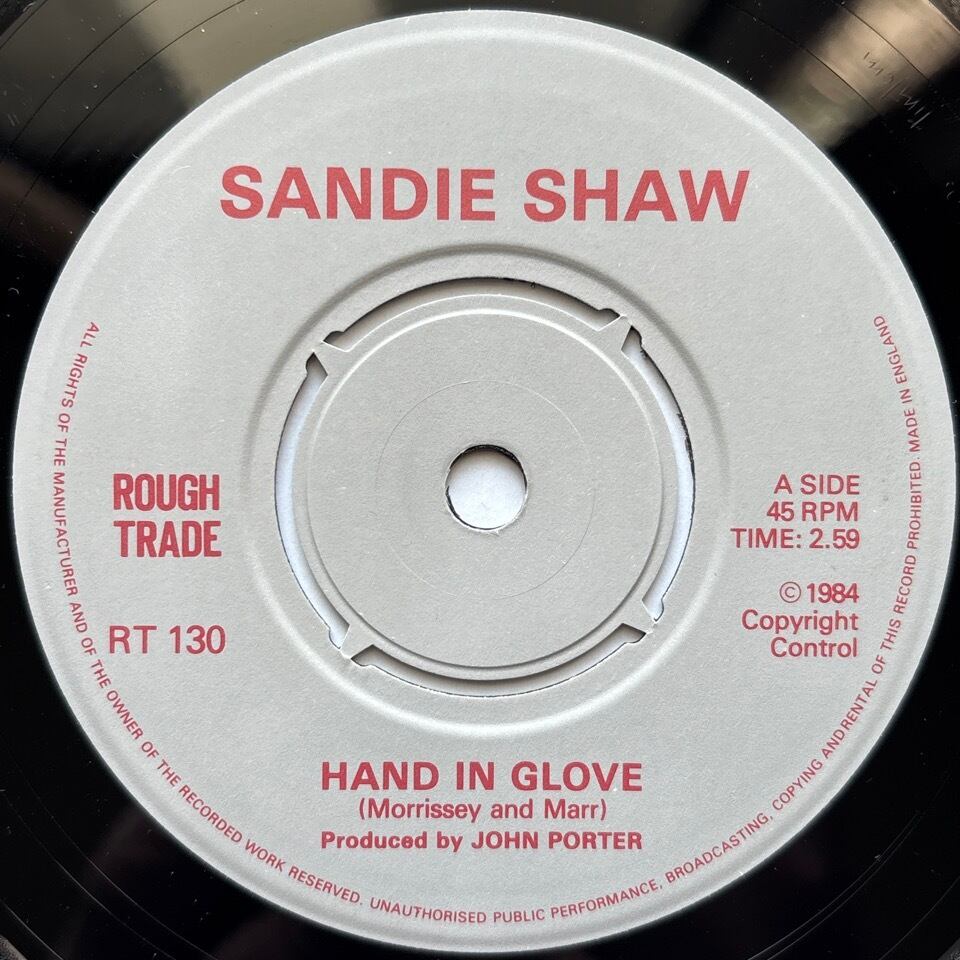 SANDIE SHAW
ROUGH
TRADE
RT 130
A SIDE
45 RPM
TIME: 2.59
© 1984
Copyright
Control
HAND IN GLOVE
(Morrissey and Marr)
Produced by JOHN PORTER
ALL RIGHTS OF THE MANUFACTURER AND OF THE OWNER OF THE RECORDED WORK RESERVED. UNAUTHORISED PUBLIC PERFORMANCE, BROADCASTING, COPYING ANDRENTAL OF THIS RECORD PROHIBITED. MADE IN ENGLAND